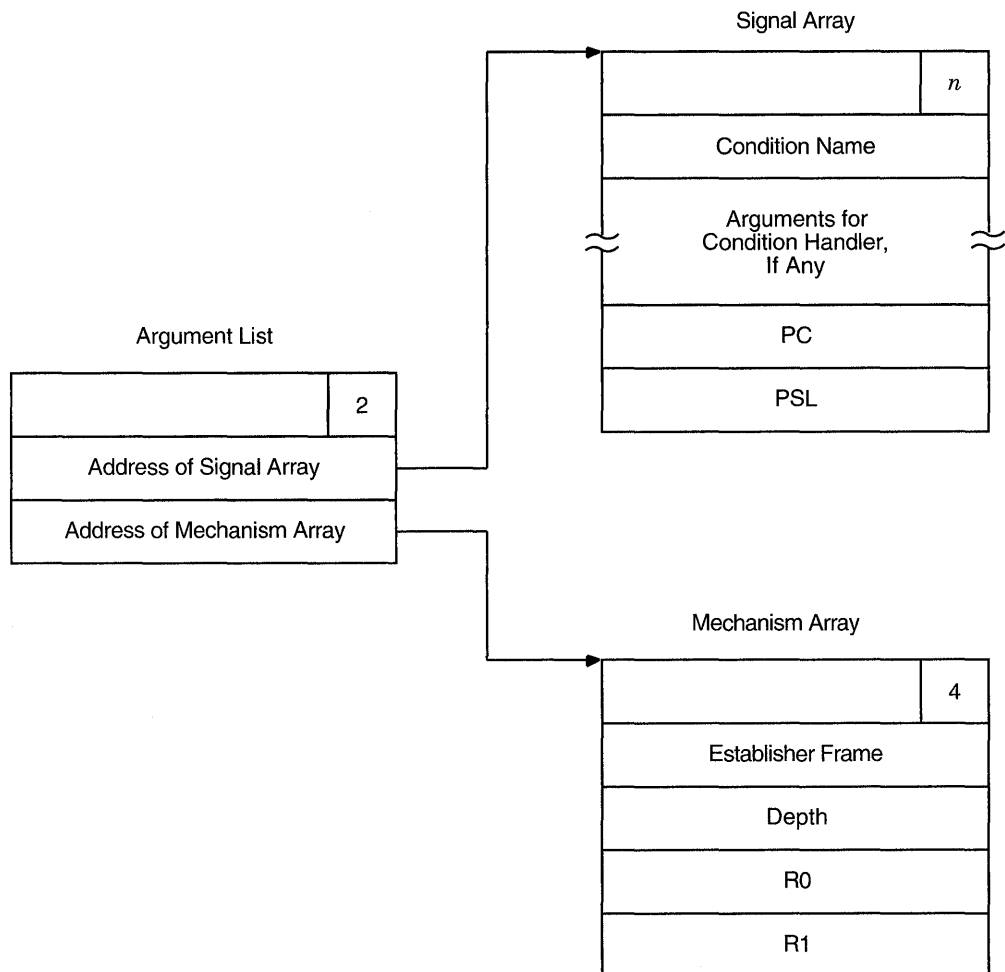 Signal Array
n
Condition Name
Arguments for
Condition Handler,
If Any
PC
PSL
Argument List
2
Address of Signal Array
Address of Mechanism Array
Mechanism Array
4
Establisher Frame
Depth
R0
R1